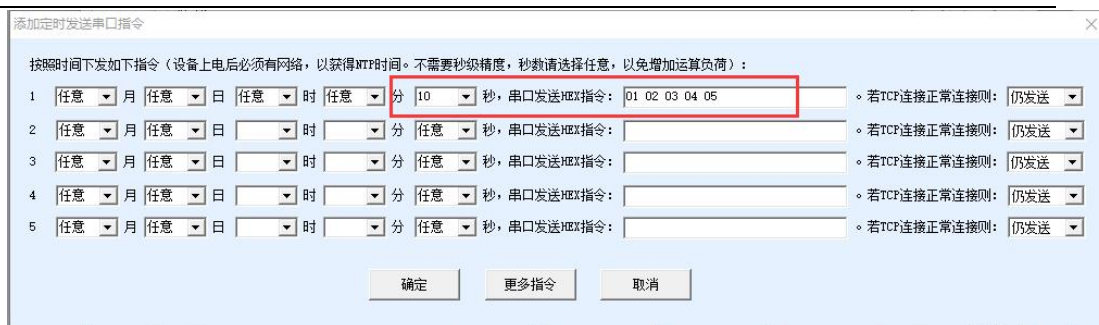 添加定时发送串口指令
按照时间下发如下指令（设备上电后必须有网络，以获得NTP时间。不需要秒级精度，秒数请选择任意，以免增加运算负荷）：
1 任意 月 任意 日 任意 时 任意 分 10 秒，串口发送HEX指令： 01 02 03 04 05 。若TCP连接正常连接则： 仍发送
2 任意 月 任意 日 时 分 任意 秒，串口发送HEX指令： 。若TCP连接正常连接则： 仍发送
3 任意 月 任意 日 时 分 任意 秒，串口发送HEX指令： 。若TCP连接正常连接则： 仍发送
4 任意 月 任意 日 时 分 任意 秒，串口发送HEX指令： 。若TCP连接正常连接则： 仍发送
5 任意 月 任意 日 时 分 任意 秒，串口发送HEX指令： 。若TCP连接正常连接则： 仍发送
确定 更多指令 取消